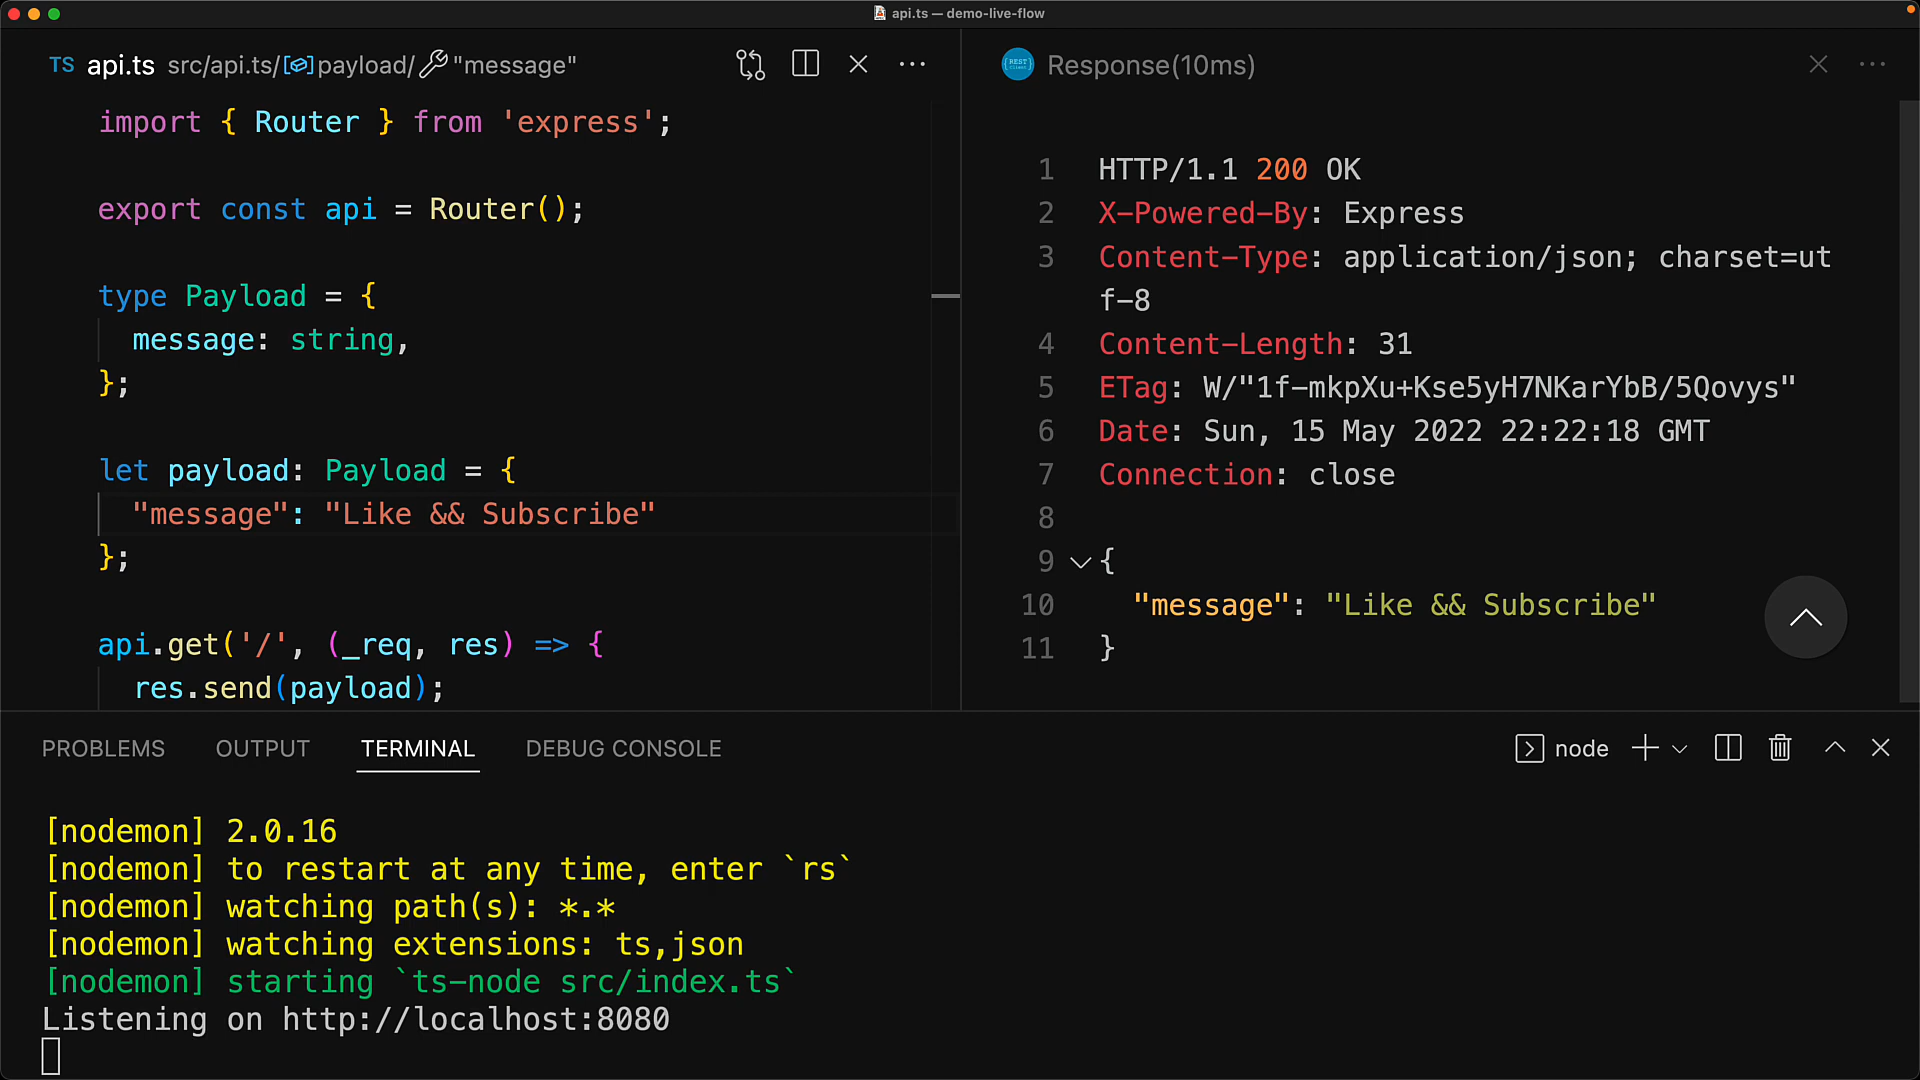 api.ts — demo-live-flow
TS api.ts src/api.ts/payload/"message"
import { Router } from 'express';
export const api = Router();
type Payload = {
message: string,
};
let payload: Payload = {
"message": "Like && Subscribe"
};
api.get('/', (_req, res) => {
res.send(payload);
{REST} Client Response(10ms)
1 HTTP/1.1 200 OK
2 X-Powered-By: Express
3 Content-Type: application/json; charset=ut
f-8
4 Content-Length: 31
5 ETag: W/"1f-mkpXu+Kse5yH7NKarYbB/5Qovys"
6 Date: Sun, 15 May 2022 22:22:18 GMT
7 Connection: close
8
9 {
10 "message": "Like && Subscribe"
11 }
PROBLEMS OUTPUT TERMINAL DEBUG CONSOLE node
[nodemon] 2.0.16
[nodemon] to restart at any time, enter `rs`
[nodemon] watching path(s): *.*
[nodemon] watching extensions: ts,json
[nodemon] starting `ts-node src/index.ts`
Listening on http://localhost:8080